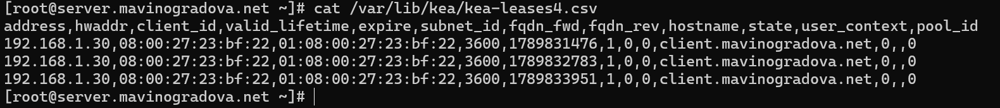 [root@server.mavinogradova.net ~]# cat /var/lib/kea/kea-leases4.csv
address,hwaddr,client_id,valid_lifetime,expire,subnet_id,fqdn_fwd,fqdn_rev,hostname,state,user_context,pool_id
192.168.1.30,08:00:27:23:bf:22,01:08:00:27:23:bf:22,3600,1789831476,1,0,0,client.mavinogradova.net,0,,0
192.168.1.30,08:00:27:23:bf:22,01:08:00:27:23:bf:22,3600,1789832783,1,0,0,client.mavinogradova.net,0,,0
192.168.1.30,08:00:27:23:bf:22,01:08:00:27:23:bf:22,3600,1789833951,1,0,0,client.mavinogradova.net,0,,0
[root@server.mavinogradova.net ~]#